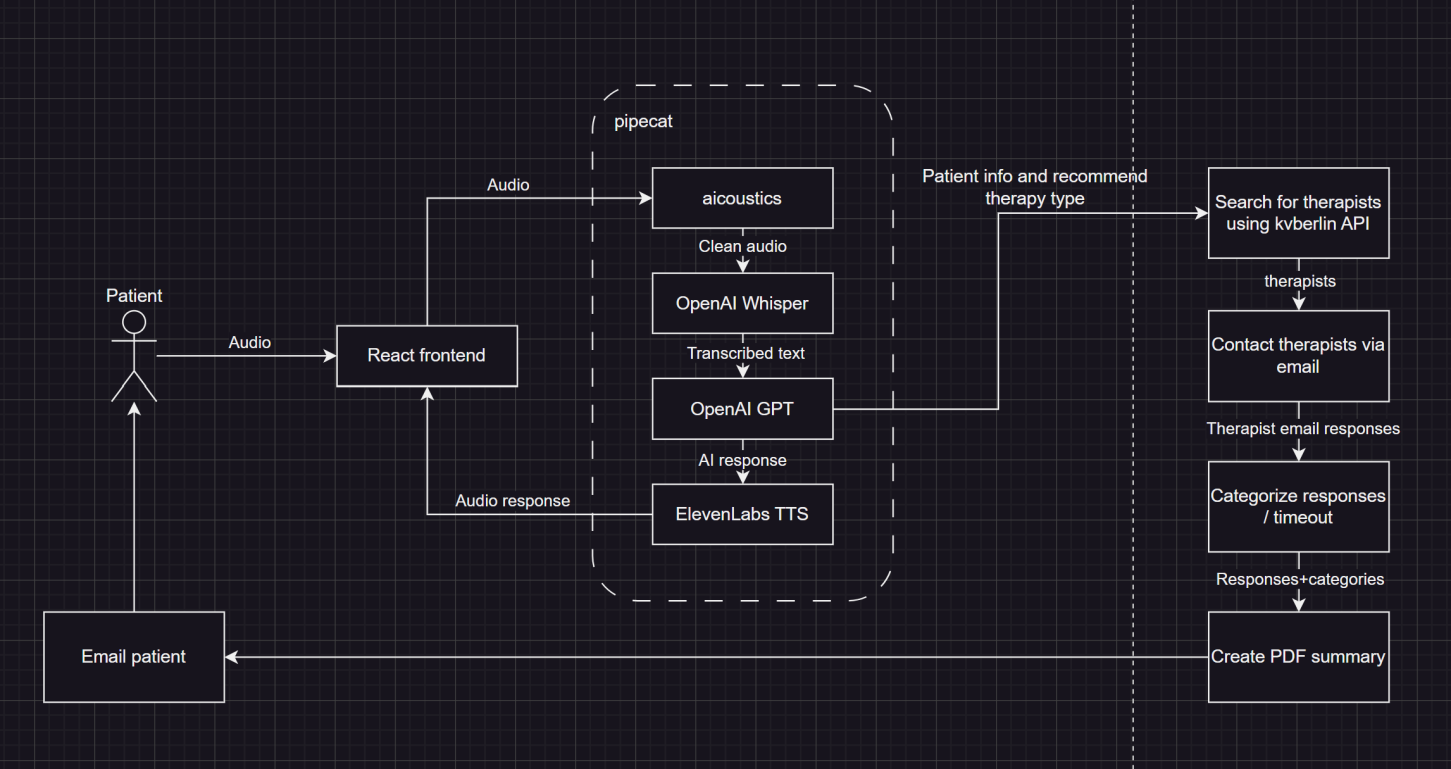 pipecat
Patient info and recommend
therapy type
Audio
aicoustics
Search for therapists
using kvberlin API
Clean audio
therapists
Patient
OpenAI Whisper
Audio
React frontend
Transcribed text
Contact therapists via
email
OpenAI GPT
Therapist email responses
AI response
Audio response
ElevenLabs TTS
Categorize responses
/ timeout
Responses+categories
Email patient
Create PDF summary